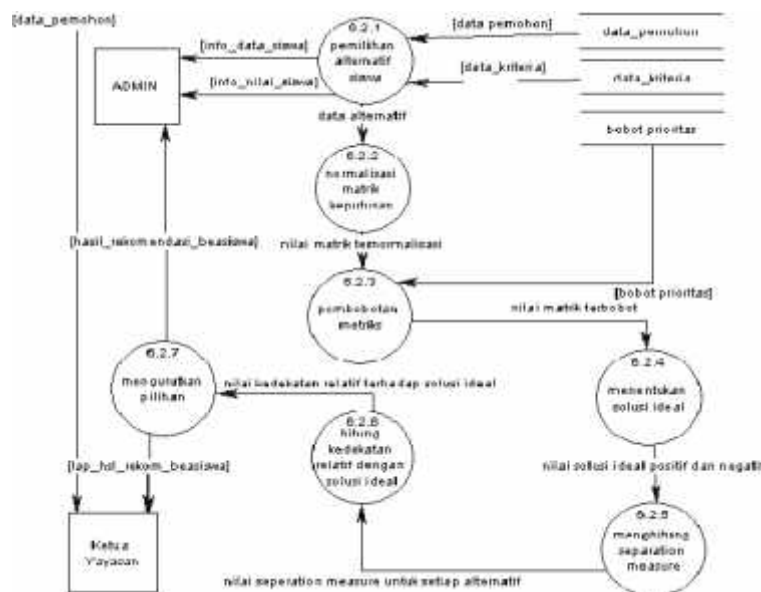 [data_pemohon]
6.2.1
pemilihan
alternatif
siswa
[data pemohon]
data_pemohon
[info_data_siswa]
[data_kriteria]
data_kriteria
ADMIN
[info_nilai_siswa]
data alternatif
bobot prioritas
6.2.2
normalisasi
matrik
keputusan
[hasil_rekomendasi_beasiswa]
nilai matrik ternormalisasi
6.2.3
pembobotan
metriks
[bobot prioritas]
nilai matrik terbobot
6.2.7
mengurutkan
pilihan
6.2.4
menentukan
solusi ideal
nilai kedekatan relatif terhadap solusi ideal
6.2.6
hitung
kedekatan
relatif dengan
solusi ideal
[lap_hsl_rekom_beasiswa]
nilai solusi ideal positif dan negatif
6.2.5
menghitung
separation
measure
Ketua
Yayasan
nilai seperation measure untuk setiap alternatif